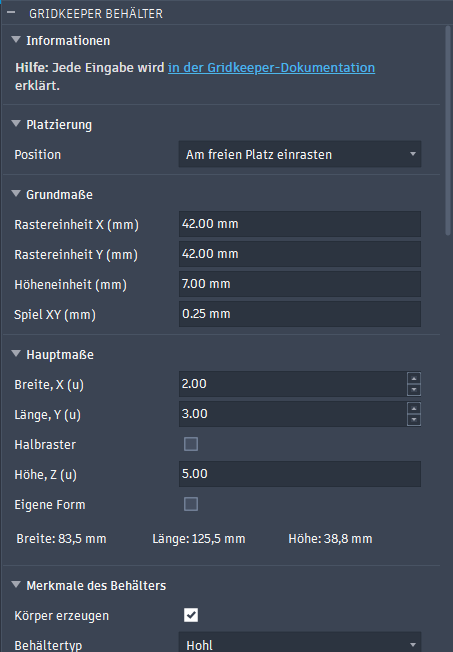 GRIDKEEPER BEHÄLTER
Informationen
Hilfe: Jede Eingabe wird in der Gridkeeper-Dokumentation
erklärt.
Platzierung
Position Am freien Platz einrasten
Grundmaße
Rastereinheit X (mm) 42.00 mm
Rastereinheit Y (mm) 42.00 mm
Höheneinheit (mm) 7.00 mm
Spiel XY (mm) 0.25 mm
Hauptmaße
Breite, X (u) 2.00
Länge, Y (u) 3.00
Halbraster
Höhe, Z (u) 5.00
Eigene Form
Breite: 83,5 mm Länge: 125,5 mm Höhe: 38,8 mm
Merkmale des Behälters
Körper erzeugen
Behältertyp Hohl